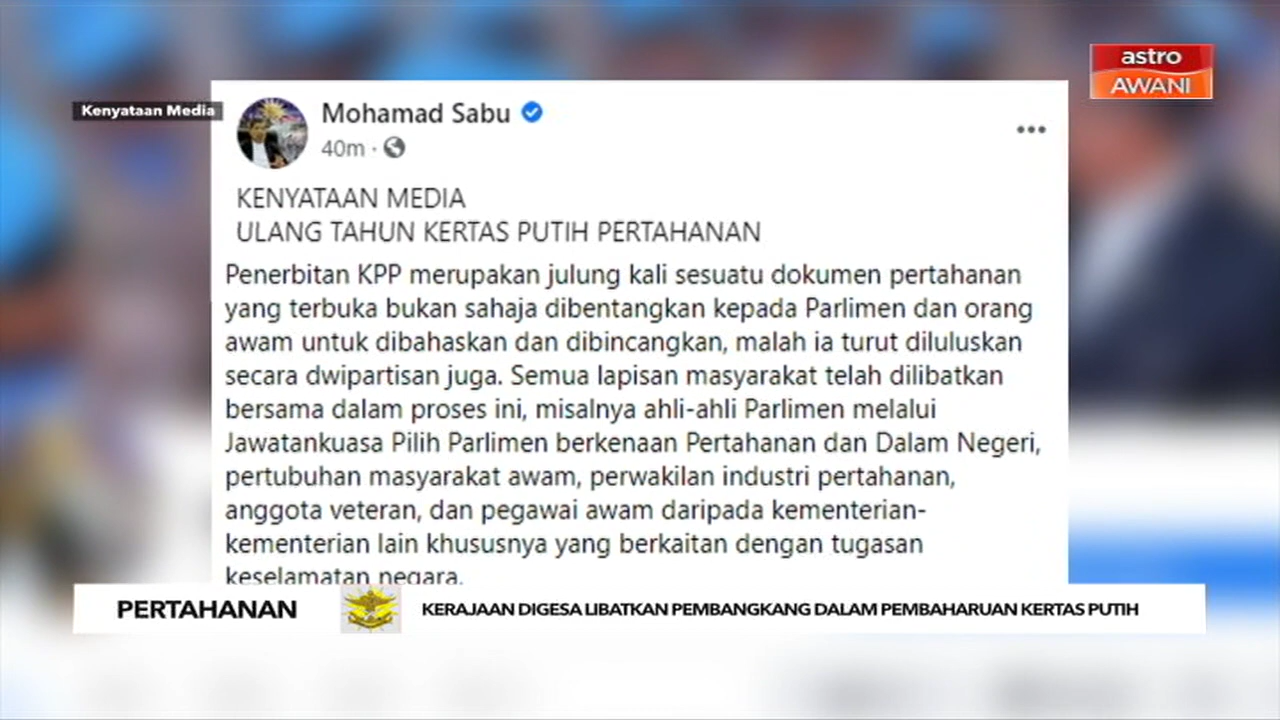 astro
AWANI
Kenyataan Media
Mohamad Sabu
40m ·
KENYATAAN MEDIA
ULANG TAHUN KERTAS PUTIH PERTAHANAN
Penerbitan KPP merupakan julung kali sesuatu dokumen pertahanan
yang terbuka bukan sahaja dibentangkan kepada Parlimen dan orang
awam untuk dibahaskan dan dibincangkan, malah ia turut diluluskan
secara dwipartisan juga. Semua lapisan masyarakat telah dilibatkan
bersama dalam proses ini, misalnya ahli-ahli Parlimen melalui
Jawatankuasa Pilih Parlimen berkenaan Pertahanan dan Dalam Negeri,
pertubuhan masyarakat awam, perwakilan industri pertahanan,
anggota veteran, dan pegawai awam daripada kementerian-
kementerian lain khususnya yang berkaitan dengan tugasan
keselamatan negara.
PERTAHANAN
KERAJAAN DIGESA LIBATKAN PEMBANGKANG DALAM PEMBAHARUAN KERTAS PUTIH